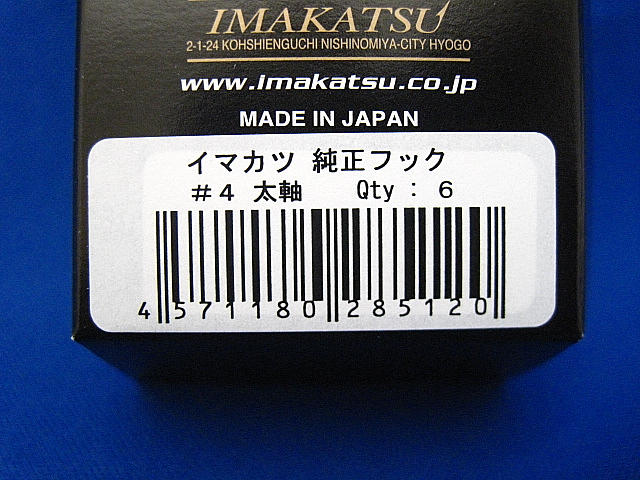 IMAKATSU
2-1-24 KOHSHIENGUCHI NISHINOMIYA-CITY HYOGO
www.imakatsu.co.jp
MADE IN JAPAN
イマカツ 純正フック
#4 太軸 Qty : 6
4 571180 285120